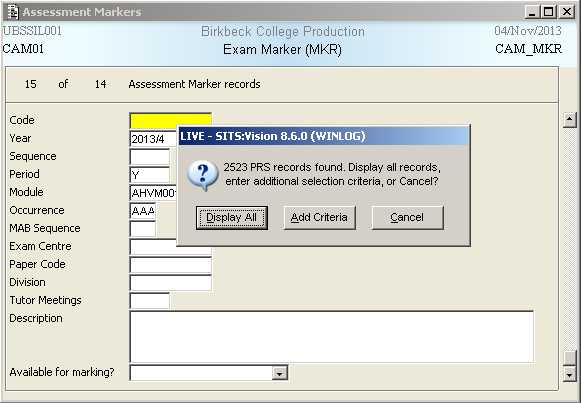 Assessment Markers
UBSSIL001 Birkbeck College Production 04/Nov/2013
CAM01 Exam Marker (MKR) CAM_MKR
15 of 14 Assessment Marker records
Code
Year 2013/4
Sequence
Period Y
Module AHVM001
Occurrence AAA
MAB Sequence
Exam Centre
Paper Code
Division
Tutor Meetings
Description
Available for marking?
LIVE - SITS:Vision 8.6.0 (WINLOG)
2523 PRS records found. Display all records,
enter additional selection criteria, or Cancel?
Display All Add Criteria Cancel